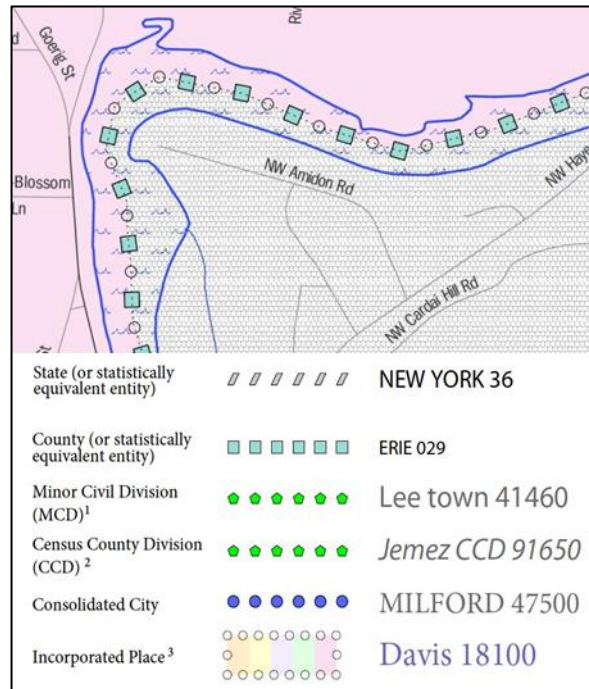 Goerig St
Riv
d
Blossom
Ln
NW Amidon Rd
NW Haye
NW Cardai Hill Rd
St
State (or statistically
equivalent entity)
NEW YORK 36
County (or statistically
equivalent entity)
ERIE 029
Minor Civil Division
(MCD)1
Lee town 41460
Census County Division
(CCD) 2
Jemez CCD 91650
Consolidated City
MILFORD 47500
Incorporated Place 3
Davis 18100